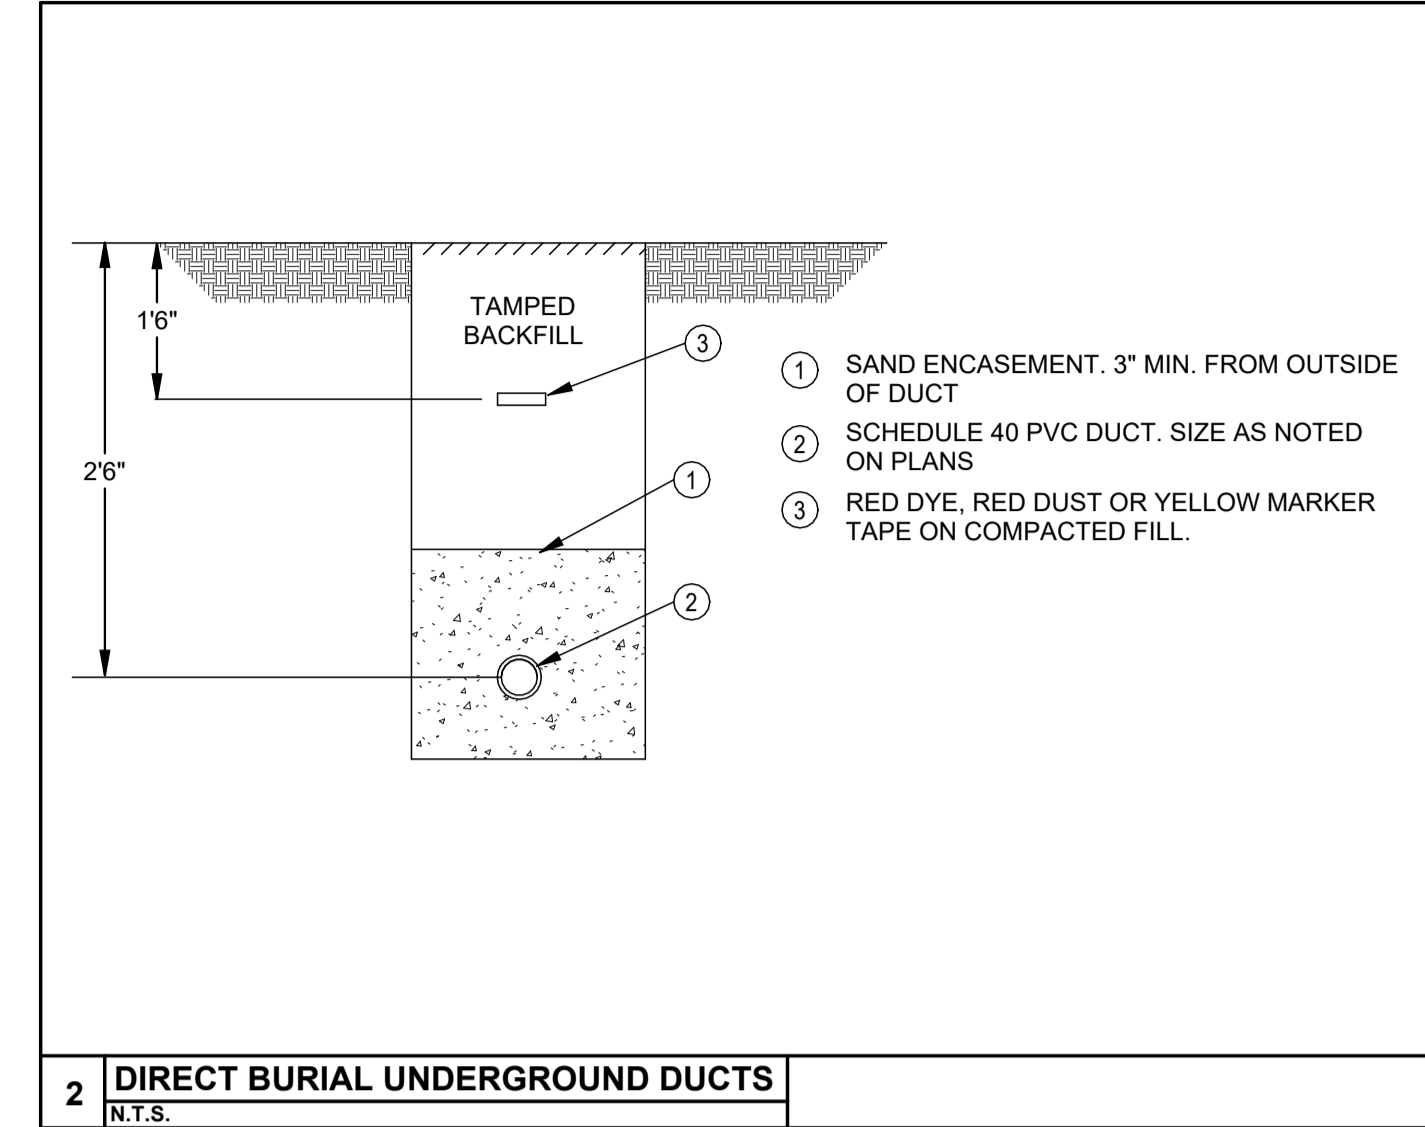 TAMPED
BACKFILL
1'6"
2'6"
3
1
2
1 SAND ENCASEMENT. 3" MIN. FROM OUTSIDE
OF DUCT
2 SCHEDULE 40 PVC DUCT. SIZE AS NOTED
ON PLANS
3 RED DYE, RED DUST OR YELLOW MARKER
TAPE ON COMPACTED FILL.
2 DIRECT BURIAL UNDERGROUND DUCTS
N.T.S.